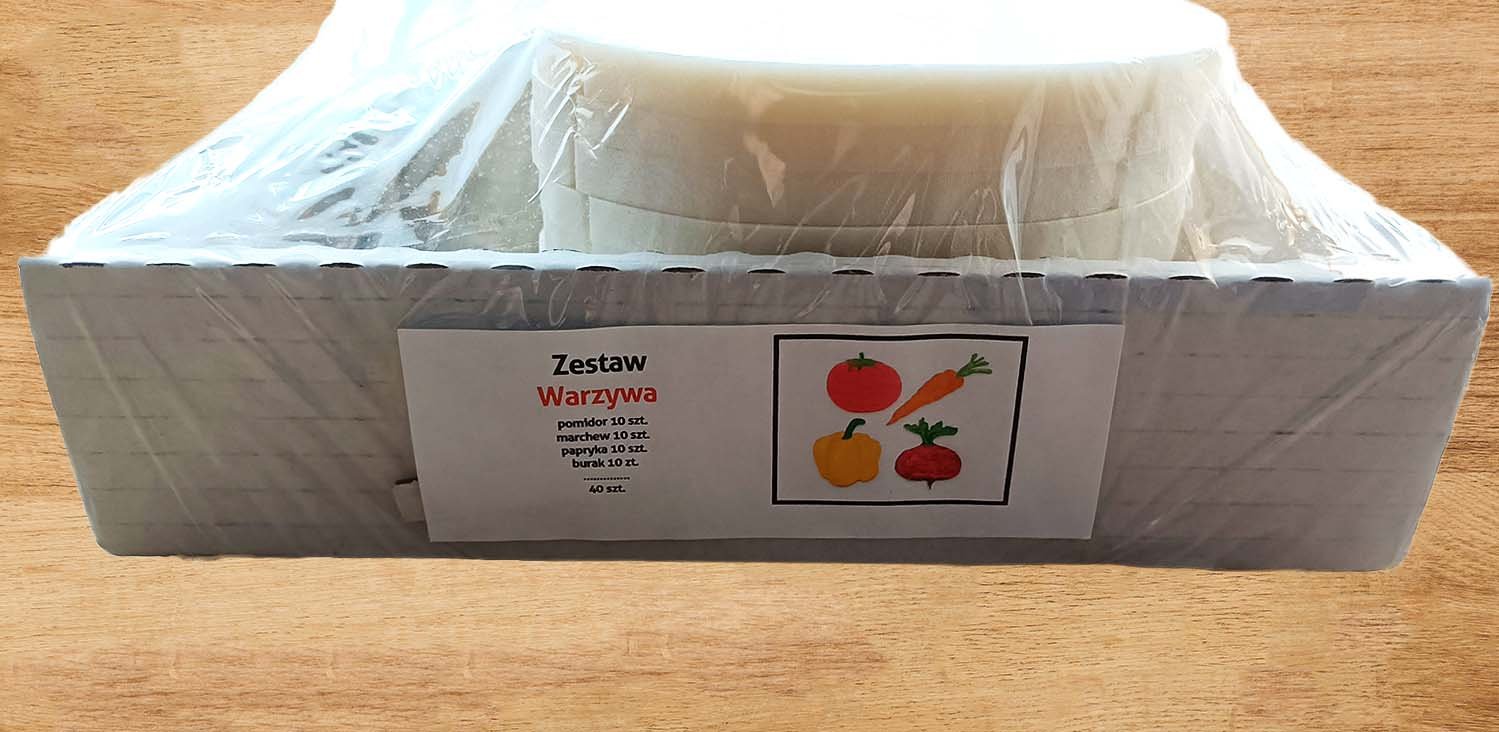 Zestaw
Warzywa
pomidor 10 szt.
marchew 10 szt.
papryka 10 szt.
burak 10 zt.
..............
40 szt.